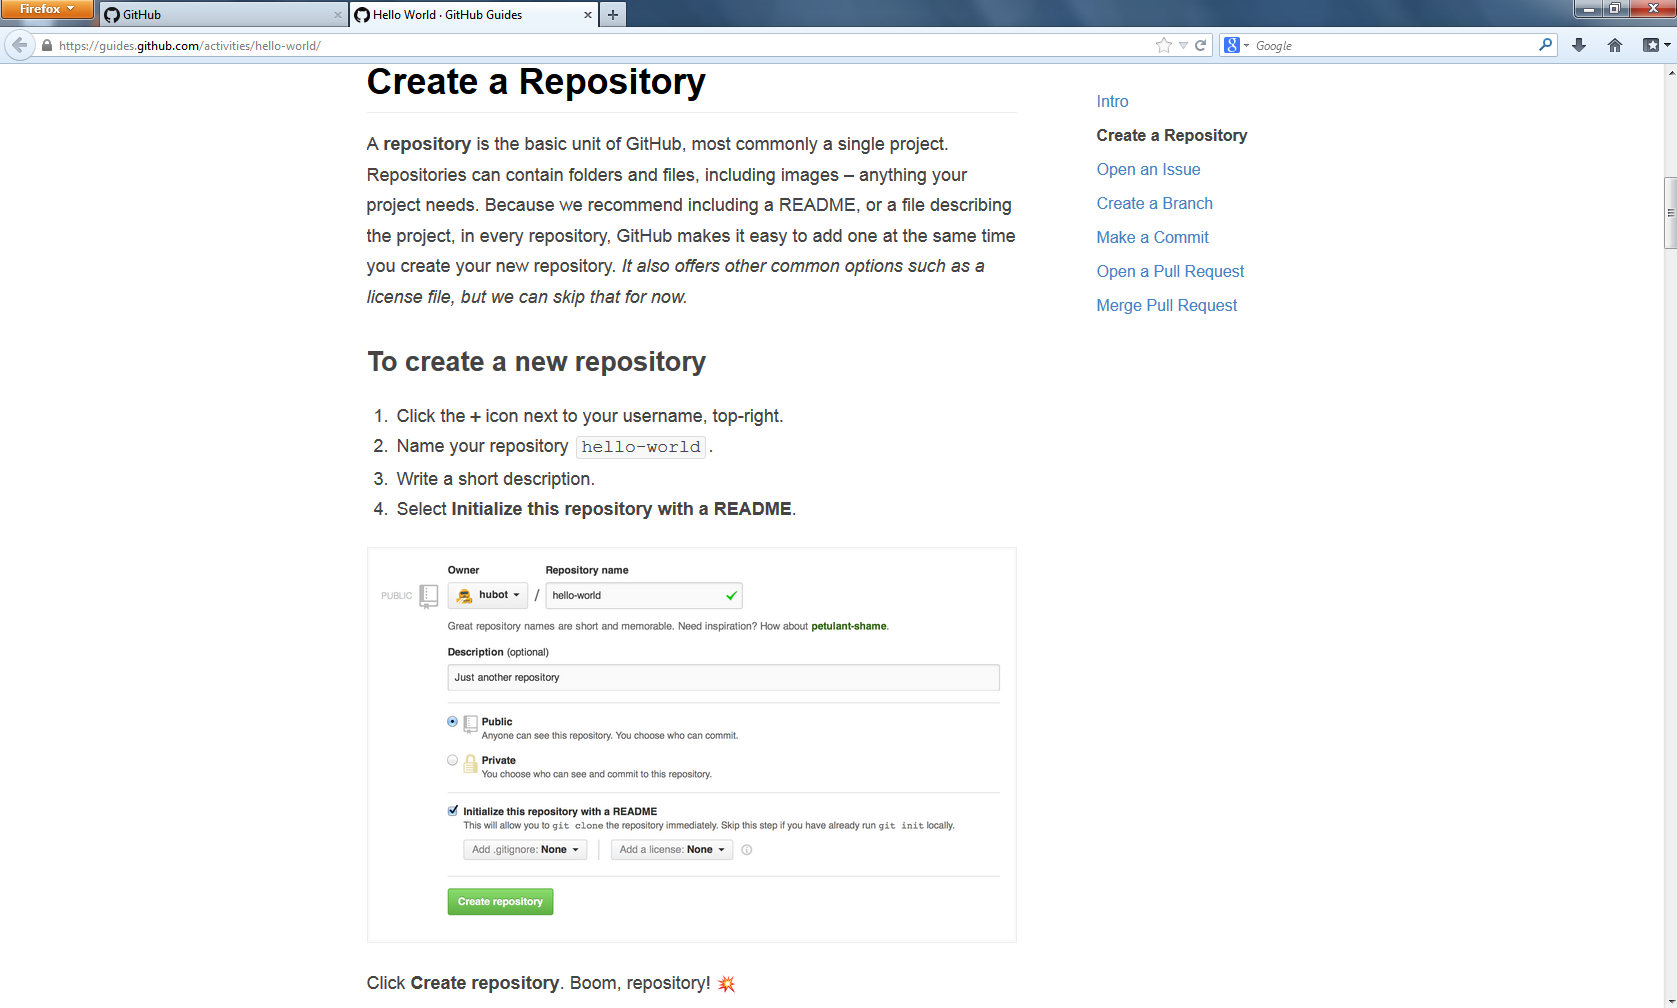 Firefox
GitHub
Hello World · GitHub Guides
https://guides.github.com/activities/hello-world/
Google
Create a Repository
A repository is the basic unit of GitHub, most commonly a single project.
Repositories can contain folders and files, including images – anything your
project needs. Because we recommend including a README, or a file describing
the project, in every repository, GitHub makes it easy to add one at the same time
you create your new repository. It also offers other common options such as a
license file, but we can skip that for now.
Intro
Create a Repository
Open an Issue
Create a Branch
Make a Commit
Open a Pull Request
Merge Pull Request
To create a new repository
1. Click the + icon next to your username, top-right.
2. Name your repository hello-world.
3. Write a short description.
4. Select Initialize this repository with a README.
Owner Repository name
PUBLIC hubot / hello-world
Great repository names are short and memorable. Need inspiration? How about petulant-shame.
Description (optional)
Just another repository
Public
Anyone can see this repository. You choose who can commit.
Private
You choose who can see and commit to this repository.
Initialize this repository with a README
This will allow you to git clone the repository immediately. Skip this step if you have already run git init locally.
Add .gitignore: None Add a license: None
Create repository
Click Create repository. Boom, repository!